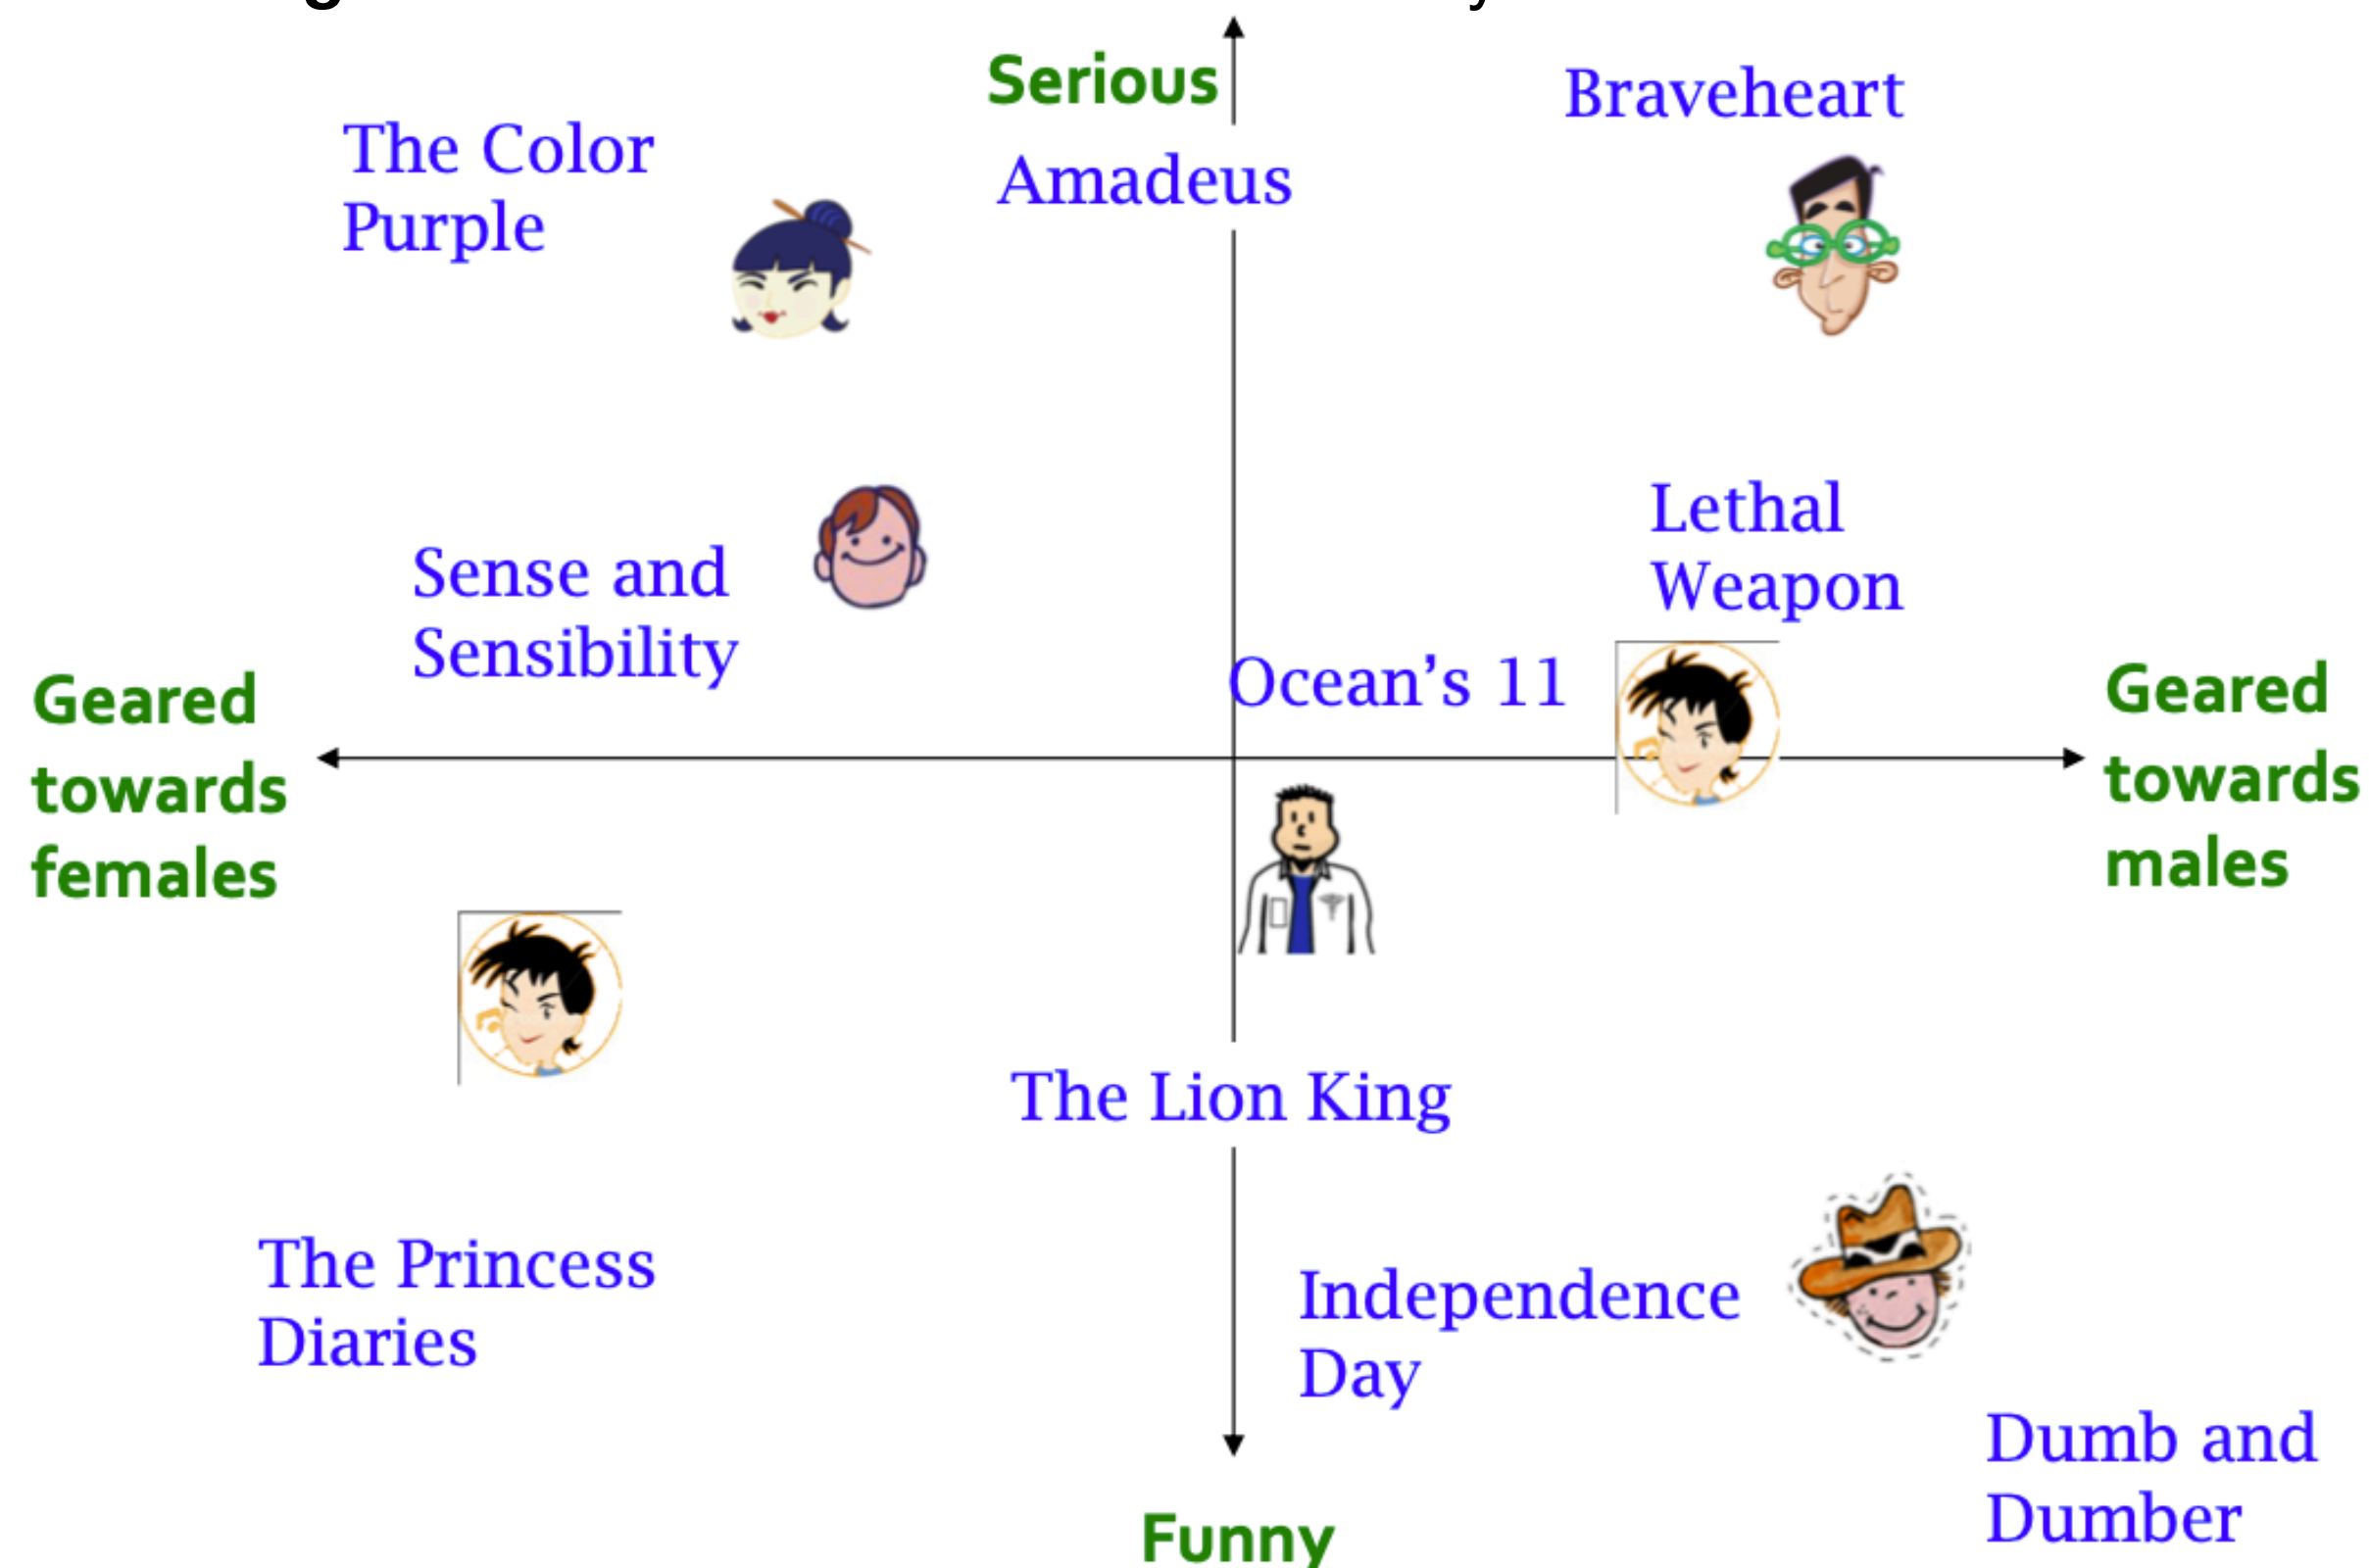 Serious
Braveheart
The Color
Purple
Amadeus
Lethal
Weapon
Sense and
Sensibility
Ocean’s 11
Geared
towards
females
Geared
towards
males
The Lion King
The Princess
Diaries
Independence
Day
Dumb and
Dumber
Funny